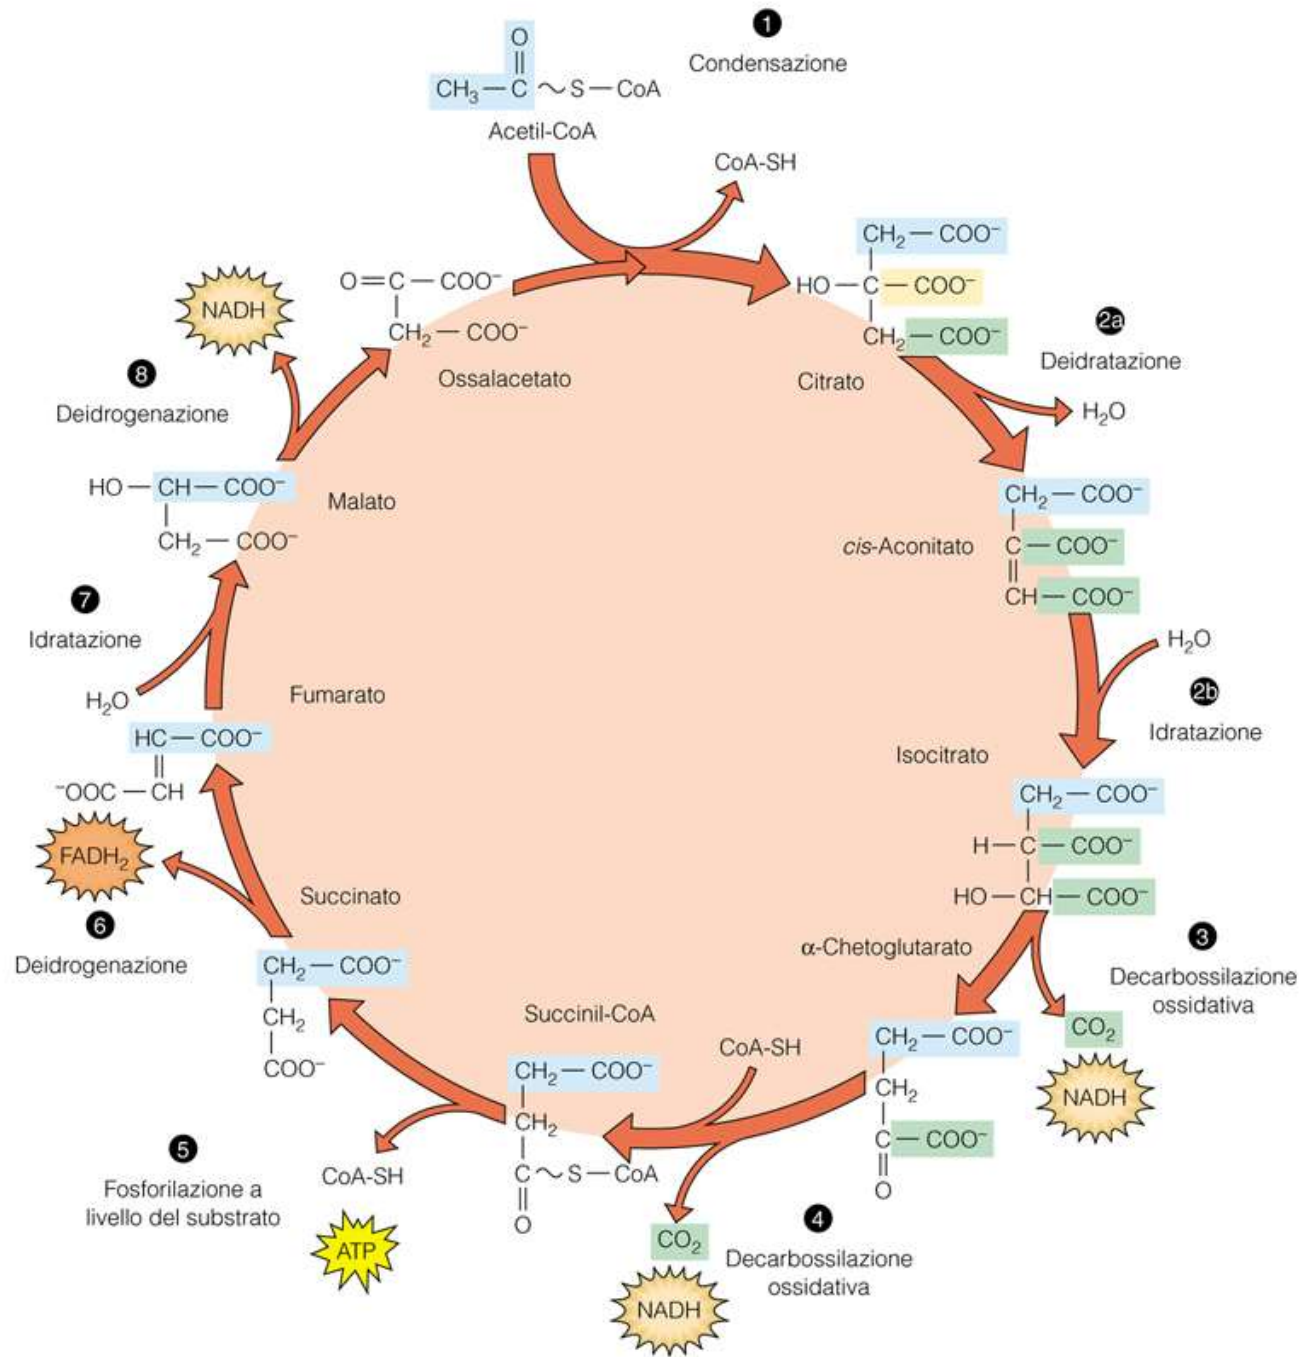 1
Condensazione
O
CH₃ — C ~ S — CoA
Acetil-CoA
CoA-SH
CH₂ — COO⁻
HO — C — COO⁻
CH₂ — COO⁻
Citrato
2a
Deidratazione
H₂O
CH₂ — COO⁻
C — COO⁻
CH — COO⁻
cis-Aconitato
H₂O
2b
Idratazione
Isocitrato
CH₂ — COO⁻
H — C — COO⁻
HO — CH — COO⁻
3
Decarbossilazione
ossidativa
CO₂
NADH
α-Chetoglutarato
CH₂ — COO⁻
CH₂
C — COO⁻
O
CoA-SH
4
Decarbossilazione
ossidativa
CO₂
NADH
Succinil-CoA
CH₂ — COO⁻
CH₂
C ~ S — CoA
O
5
Fosforilazione a
livello del substrato
CoA-SH
ATP
Succinato
CH₂ — COO⁻
CH₂
COO⁻
6
Deidrogenazione
FADH₂
Fumarato
HC — COO⁻
⁻OOC — CH
7
Idratazione
H₂O
Malato
HO — CH — COO⁻
CH₂ — COO⁻
8
Deidrogenazione
NADH
O=C — COO⁻
CH₂ — COO⁻
Ossalacetato